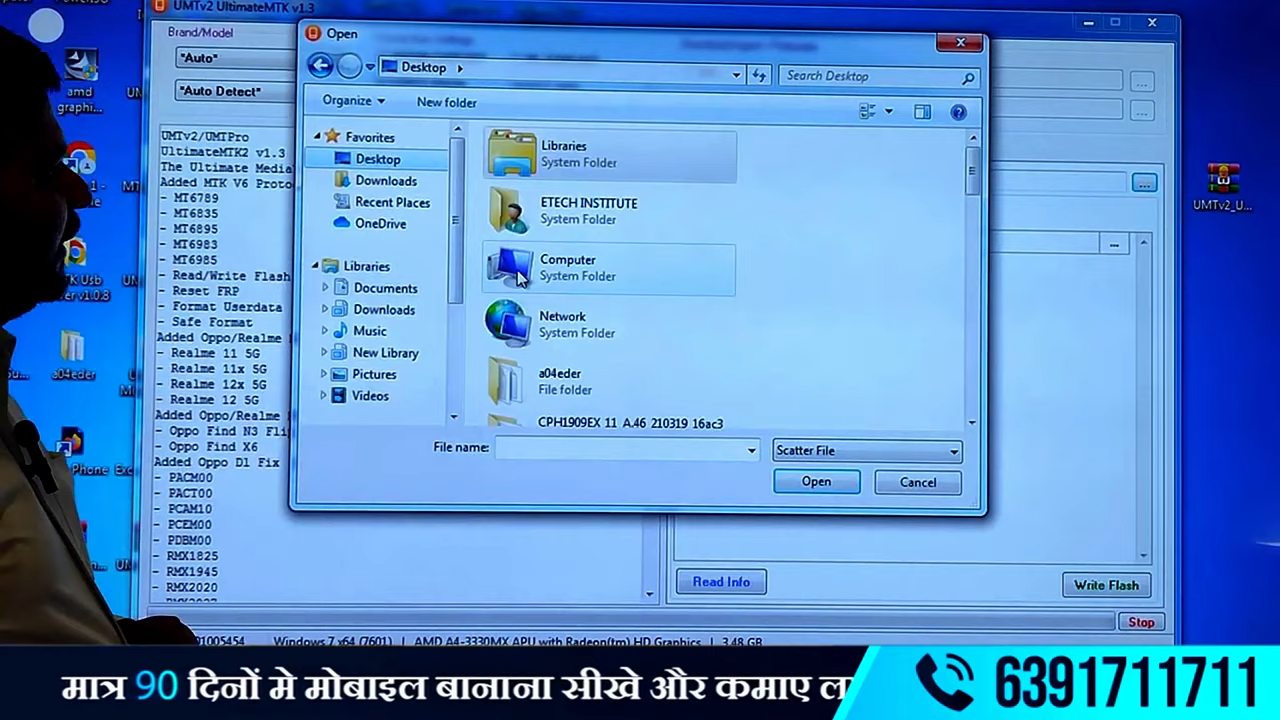 UMTv2 UltimateMTK v1.3
Brand/Model
"Auto"
"Auto Detect"
UMTv2/UMTPro
UltimateMTK2 v1.3
The Ultimate Media
Added MTK V6 Proto
- MT6789
- MT6835
- MT6895
- MT6983
- MT6985
- Read/Write Flash
- Reset FRP
- Format Userdata
- Safe Format
Added Oppo/Realme
- Realme 11 5G
- Realme 11x 5G
- Realme 12x 5G
- Realme 12 5G
Added Oppo/Realme
- Oppo Find N3 Fli
- Oppo Find X6
Added Oppo Dl Fix
- PACM00
- PACT00
- PCAM10
- PCEM00
- PDBM00
- RMX1825
- RMX1945
- RMX2020
Open
Desktop
Search Desktop
Organize
New folder
Favorites
Desktop
Downloads
Recent Places
OneDrive
Libraries
Documents
Downloads
Music
New Library
Pictures
Videos
Libraries
System Folder
ETECH INSTITUTE
System Folder
Computer
System Folder
Network
System Folder
a04eder
File folder
CPH1909EX 11 A.46 210319 16ac3
File name:
Scatter File
Open
Cancel
Read Info
Write Flash
Stop
91005454
Windows 7 x64 (7601) | AMD A4-3330MX APU with Radeon(tm) HD Graphics | 3.48 GB
amd
graphi...
a04eder
UMTv2_U...
मात्र 90 दिनों मे मोबाइल बानाना सीखे और कमाए
6391711711